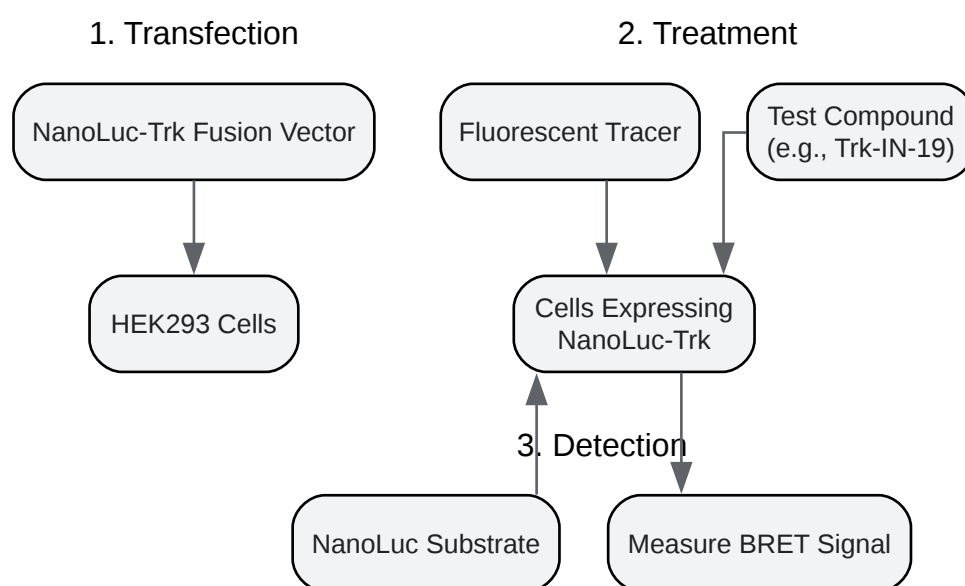 1. Transfection
2. Treatment
NanoLuc-Trk Fusion Vector
Fluorescent Tracer
Test Compound
(e.g., Trk-IN-19)
HEK293 Cells
Cells Expressing
NanoLuc-Trk
3. Detection
NanoLuc Substrate
Measure BRET Signal